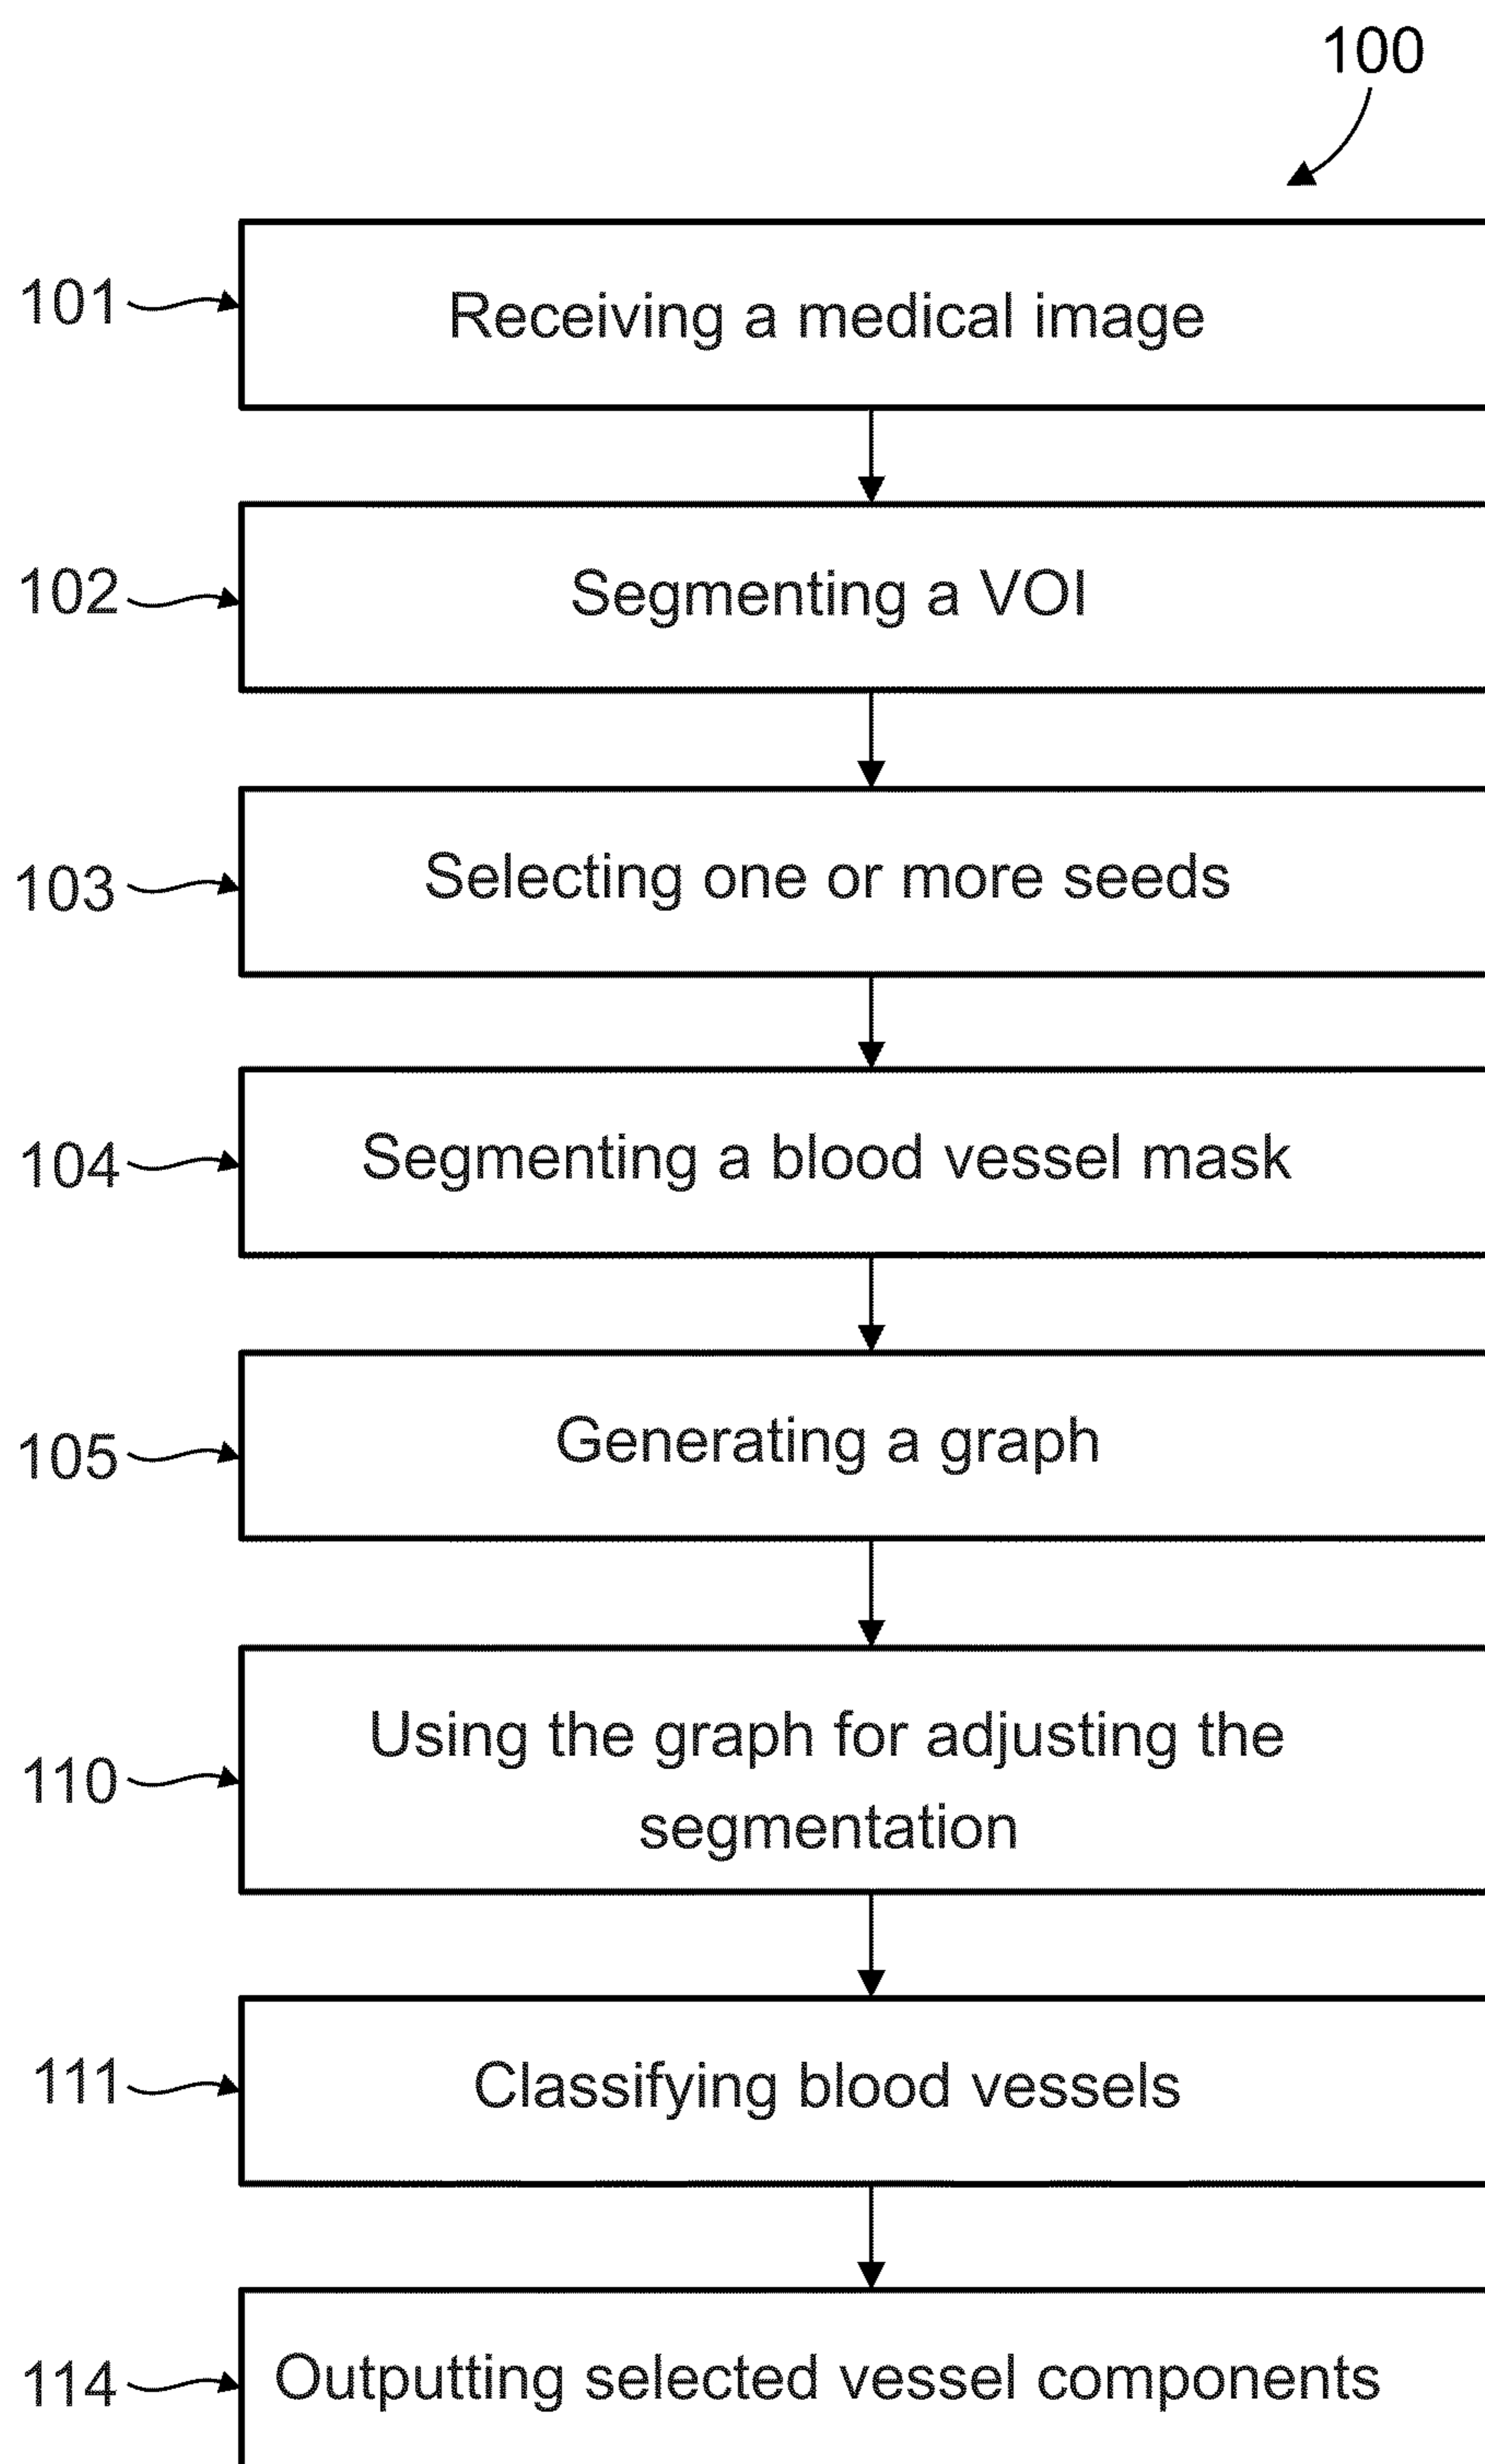 100
101
Receiving a medical image
102
Segmenting a VOI
103
Selecting one or more seeds
104
Segmenting a blood vessel mask
105
Generating a graph
110
Using the graph for adjusting the
segmentation
111
Classifying blood vessels
114
Outputting selected vessel components